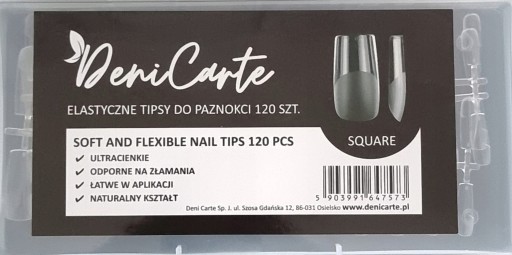 DeniCarte
ELASTYCZNE TIPSY DO PAZNOKCI 120 SZT.
SOFT AND FLEXIBLE NAIL TIPS 120 PCS
✓ ULTRACIENKIE
✓ ODPORNE NA ZŁAMANIA
✓ ŁATWE W APLIKACJI
✓ NATURALNY KSZTAŁT
SQUARE
5 903991 647573
Deni Carte Sp. J. ul. Szosa Gdańska 12, 86-031 Osielsko www.denicarte.pl